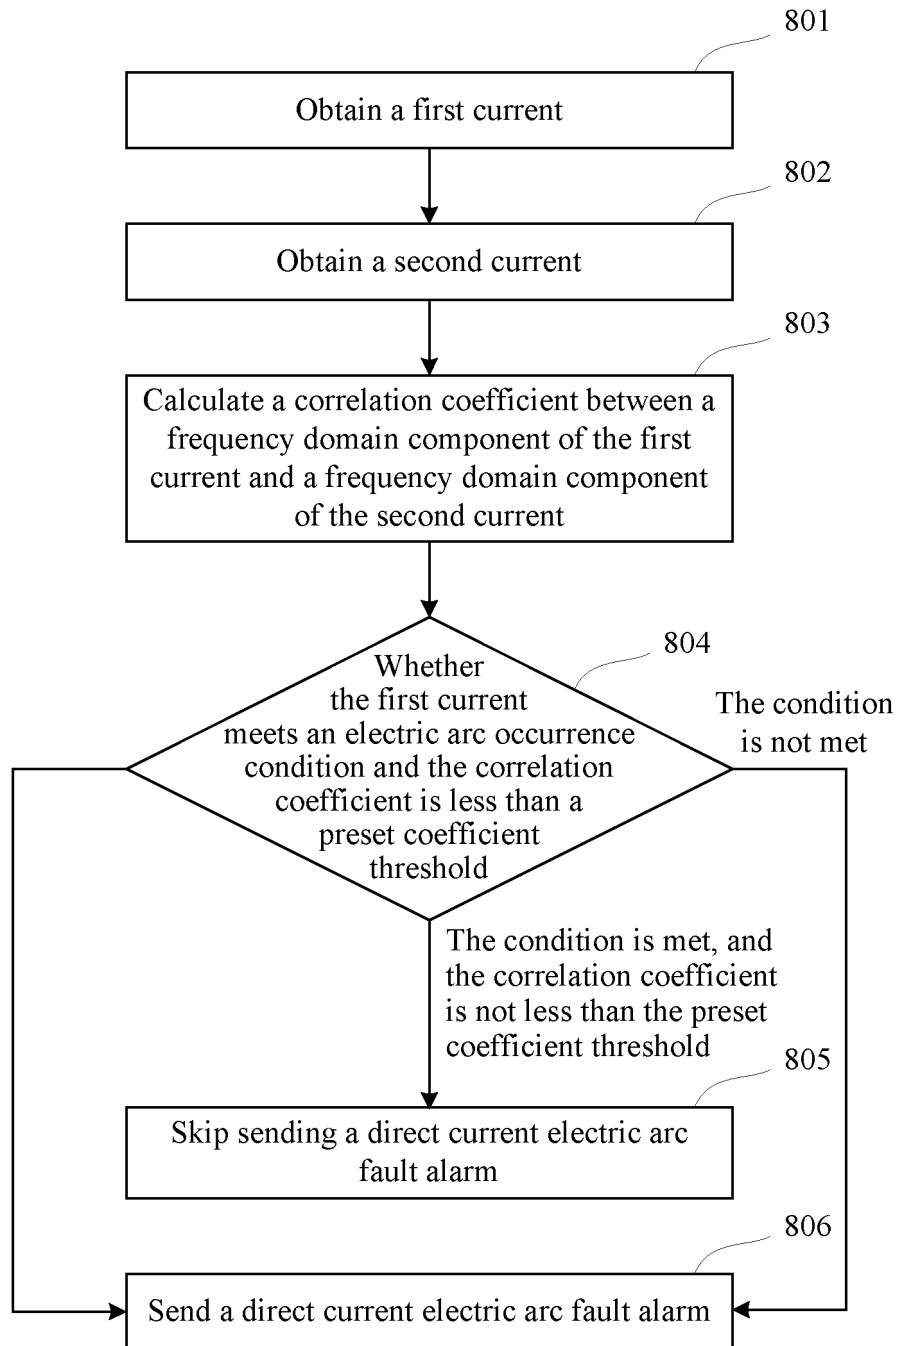 801
Obtain a first current
802
Obtain a second current
803
Calculate a correlation coefficient between a
frequency domain component of the first
current and a frequency domain component
of the second current
804
Whether
the first current
meets an electric arc occurrence
condition and the correlation
coefficient is less than a
preset coefficient
threshold
The condition
is not met
The condition is met, and
the correlation coefficient
is not less than the preset
coefficient threshold
805
Skip sending a direct current electric arc
fault alarm
806
Send a direct current electric arc fault alarm